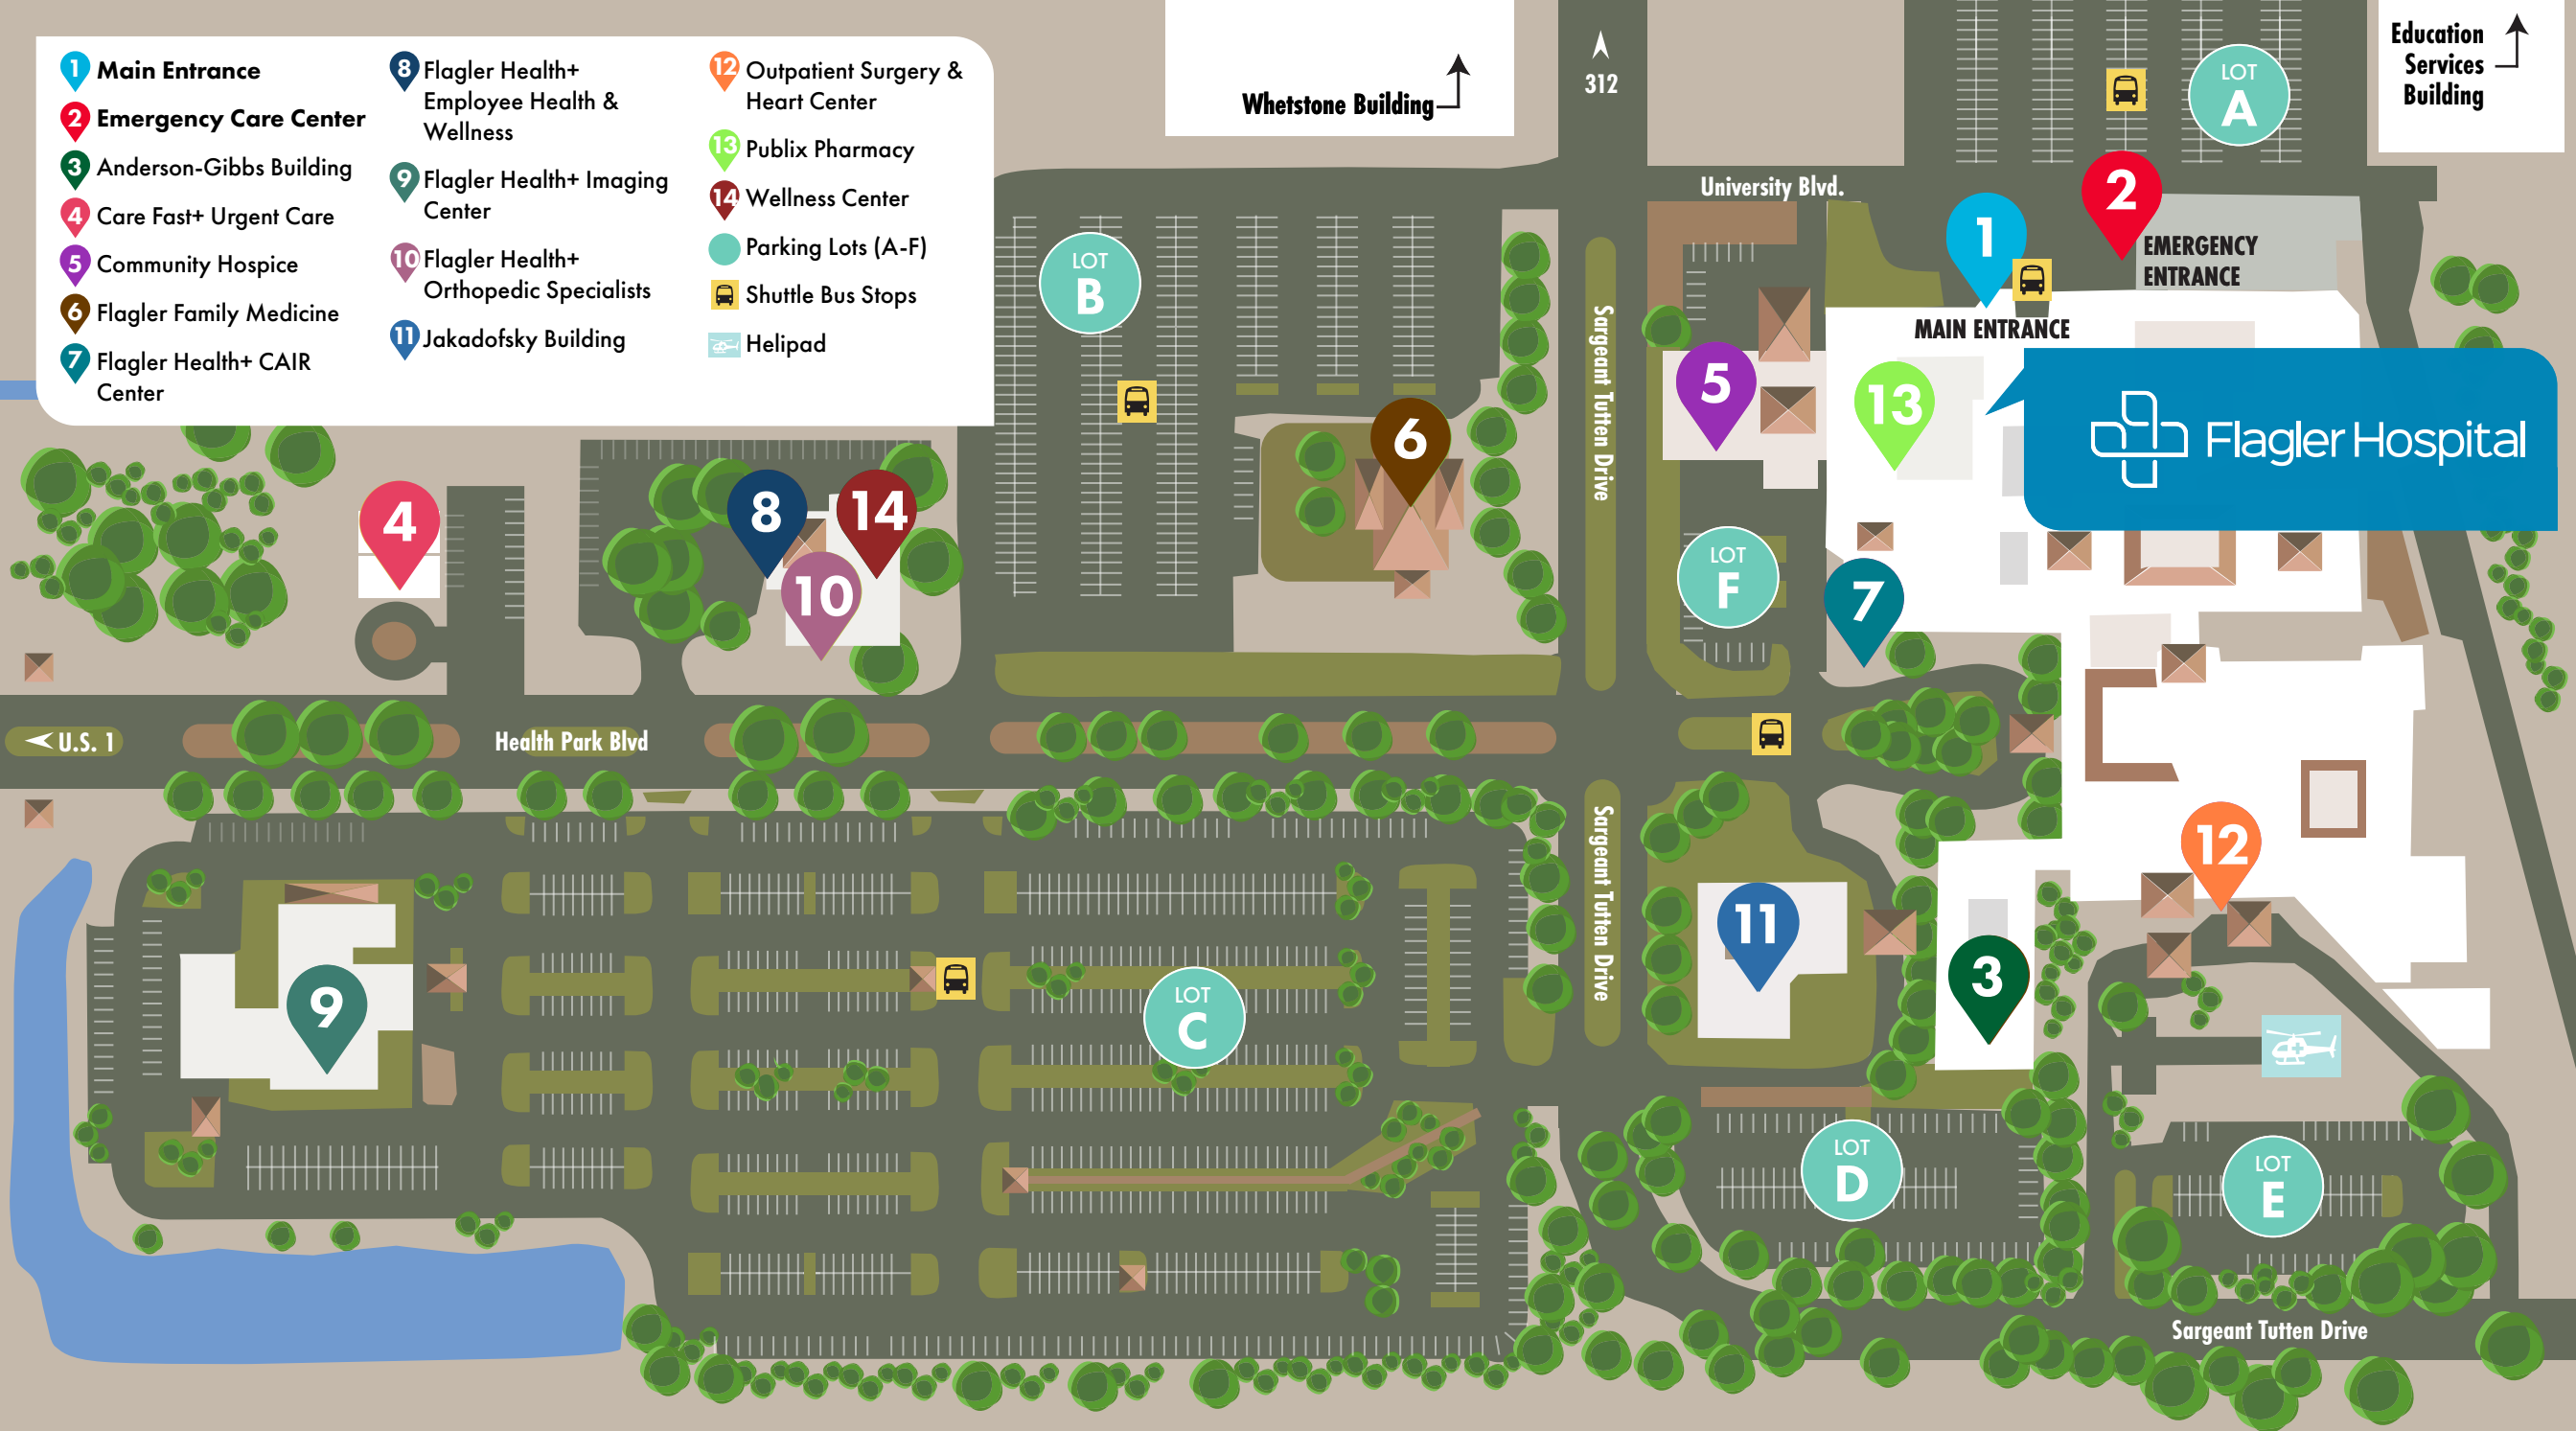 1 Main Entrance
2 Emergency Care Center
3 Anderson-Gibbs Building
4 Care Fast+ Urgent Care
5 Community Hospice
6 Flagler Family Medicine
7 Flagler Health+ CAIR
Center
8 Flagler Health+
Employee Health &
Wellness
9 Flagler Health+ Imaging
Center
10 Flagler Health+
Orthopedic Specialists
11 Jakadofsky Building
12 Outpatient Surgery &
Heart Center
13 Publix Pharmacy
14 Wellness Center
Parking Lots (A-F)
Shuttle Bus Stops
Helipad
Whetstone Building
312
LOT
A
Education
Services
Building
University Blvd.
1
2
EMERGENCY
ENTRANCE
MAIN ENTRANCE
LOT
B
Sargeant Tutten Drive
5
13
Flagler Hospital
6
4
8
14
10
LOT
F
7
U.S. 1
Health Park Blvd
Sargeant Tutten Drive
12
11
3
9
LOT
C
LOT
D
LOT
E
Sargeant Tutten Drive